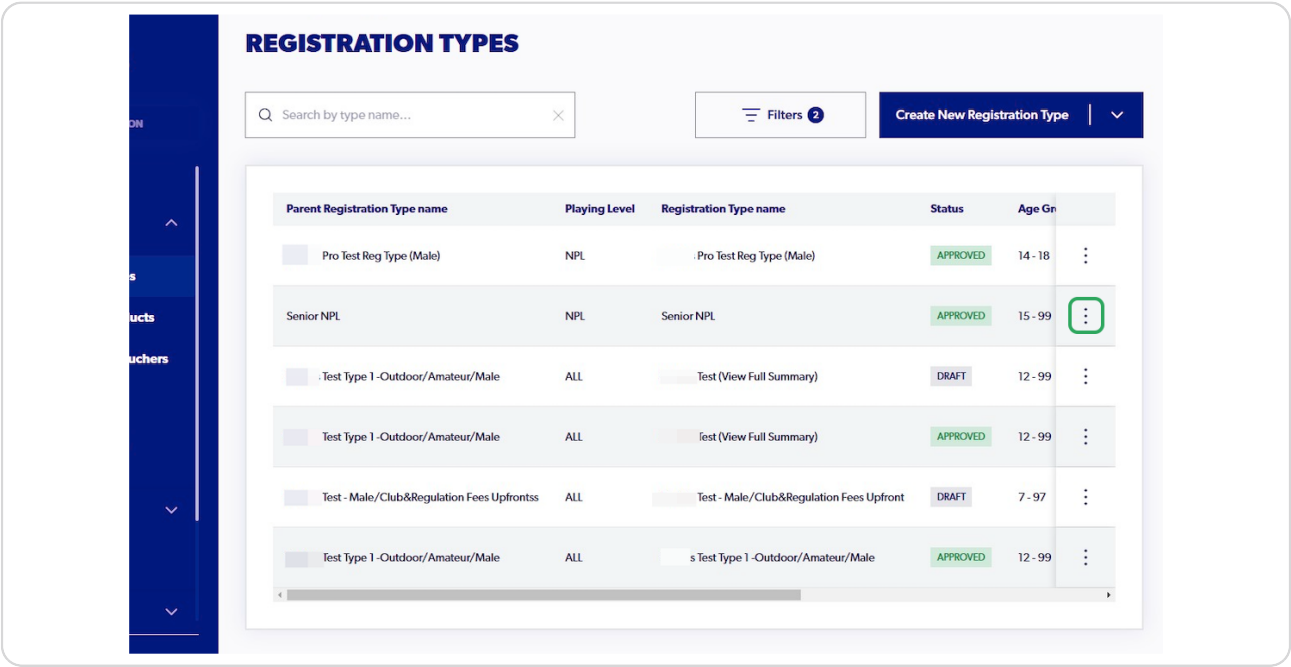 REGISTRATION TYPES
ON
Search by type name...
Filters 2
Create New Registration Type
Parent Registration Type name Playing Level Registration Type name Status Age Gr
Pro Test Reg Type (Male) NPL Pro Test Reg Type (Male) APPROVED 14 - 18
s
Senior NPL NPL Senior NPL APPROVED 15 - 99
ucts
uchers
Test Type 1 -Outdoor/Amateur/Male ALL Test (View Full Summary) DRAFT 12 - 99
Test Type 1 -Outdoor/Amateur/Male ALL Test (View Full Summary) APPROVED 12 - 99
Test - Male/Club&Regulation Fees Upfrontss ALL Test - Male/Club&Regulation Fees Upfront DRAFT 7 - 97
Test Type 1 -Outdoor/Amateur/Male ALL s Test Type 1 -Outdoor/Amateur/Male APPROVED 12 - 99